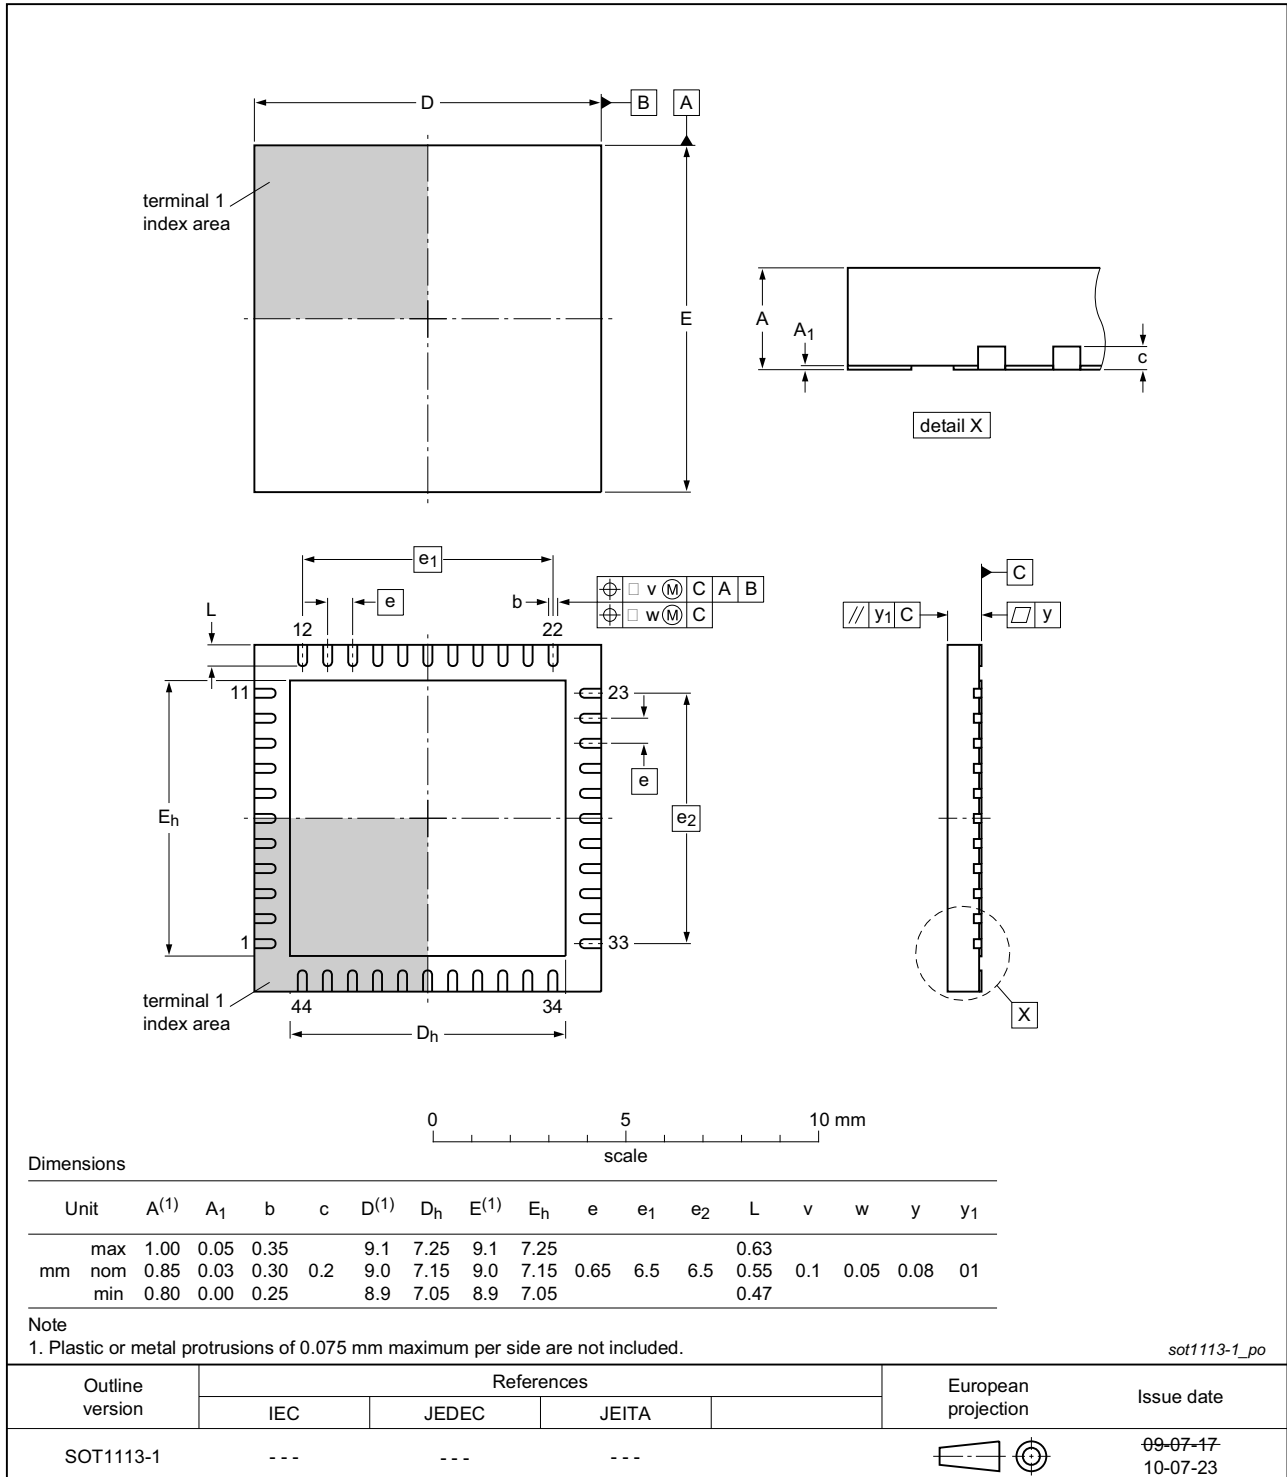 D
B
A
terminal 1
index area
E
A
A1
c
detail X
e1
e
L
b
⌖ □ v Ⓜ C A B
⌖ □ w Ⓜ C
12
22
11
23
e
e2
Eh
1
33
terminal 1
index area
44
34
Dh
C
// y1 C
⏥ y
X
0 5 10 mm
scale
Dimensions
Unit A(1) A1 b c D(1) Dh E(1) Eh e e1 e2 L v w y y1
max 1.00 0.05 0.35 9.1 7.25 9.1 7.25 0.63
mm nom 0.85 0.03 0.30 0.2 9.0 7.15 9.0 7.15 0.65 6.5 6.5 0.55 0.1 0.05 0.08 01
min 0.80 0.00 0.25 8.9 7.05 8.9 7.05 0.47
Note
1. Plastic or metal protrusions of 0.075 mm maximum per side are not included.
sot1113-1_po
Outline version
References
IEC JEDEC JEITA
European projection
Issue date
SOT1113-1 - - - - - - - - -
09-07-17
10-07-23